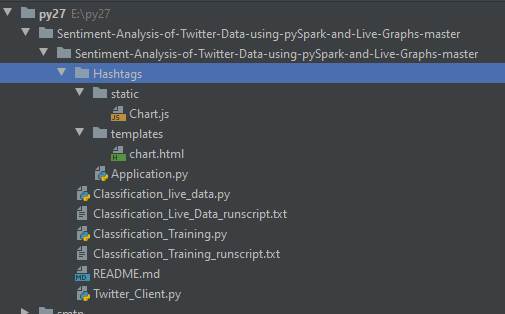 py27 E:\py27
Sentiment-Analysis-of-Twitter-Data-using-pySpark-and-Live-Graphs-master
Sentiment-Analysis-of-Twitter-Data-using-pySpark-and-Live-Graphs-master
Hashtags
static
Chart.js
templates
chart.html
Application.py
Classification_live_data.py
Classification_Live_Data_runscript.txt
Classification_Training.py
Classification_Training_runscript.txt
README.md
Twitter_Client.py